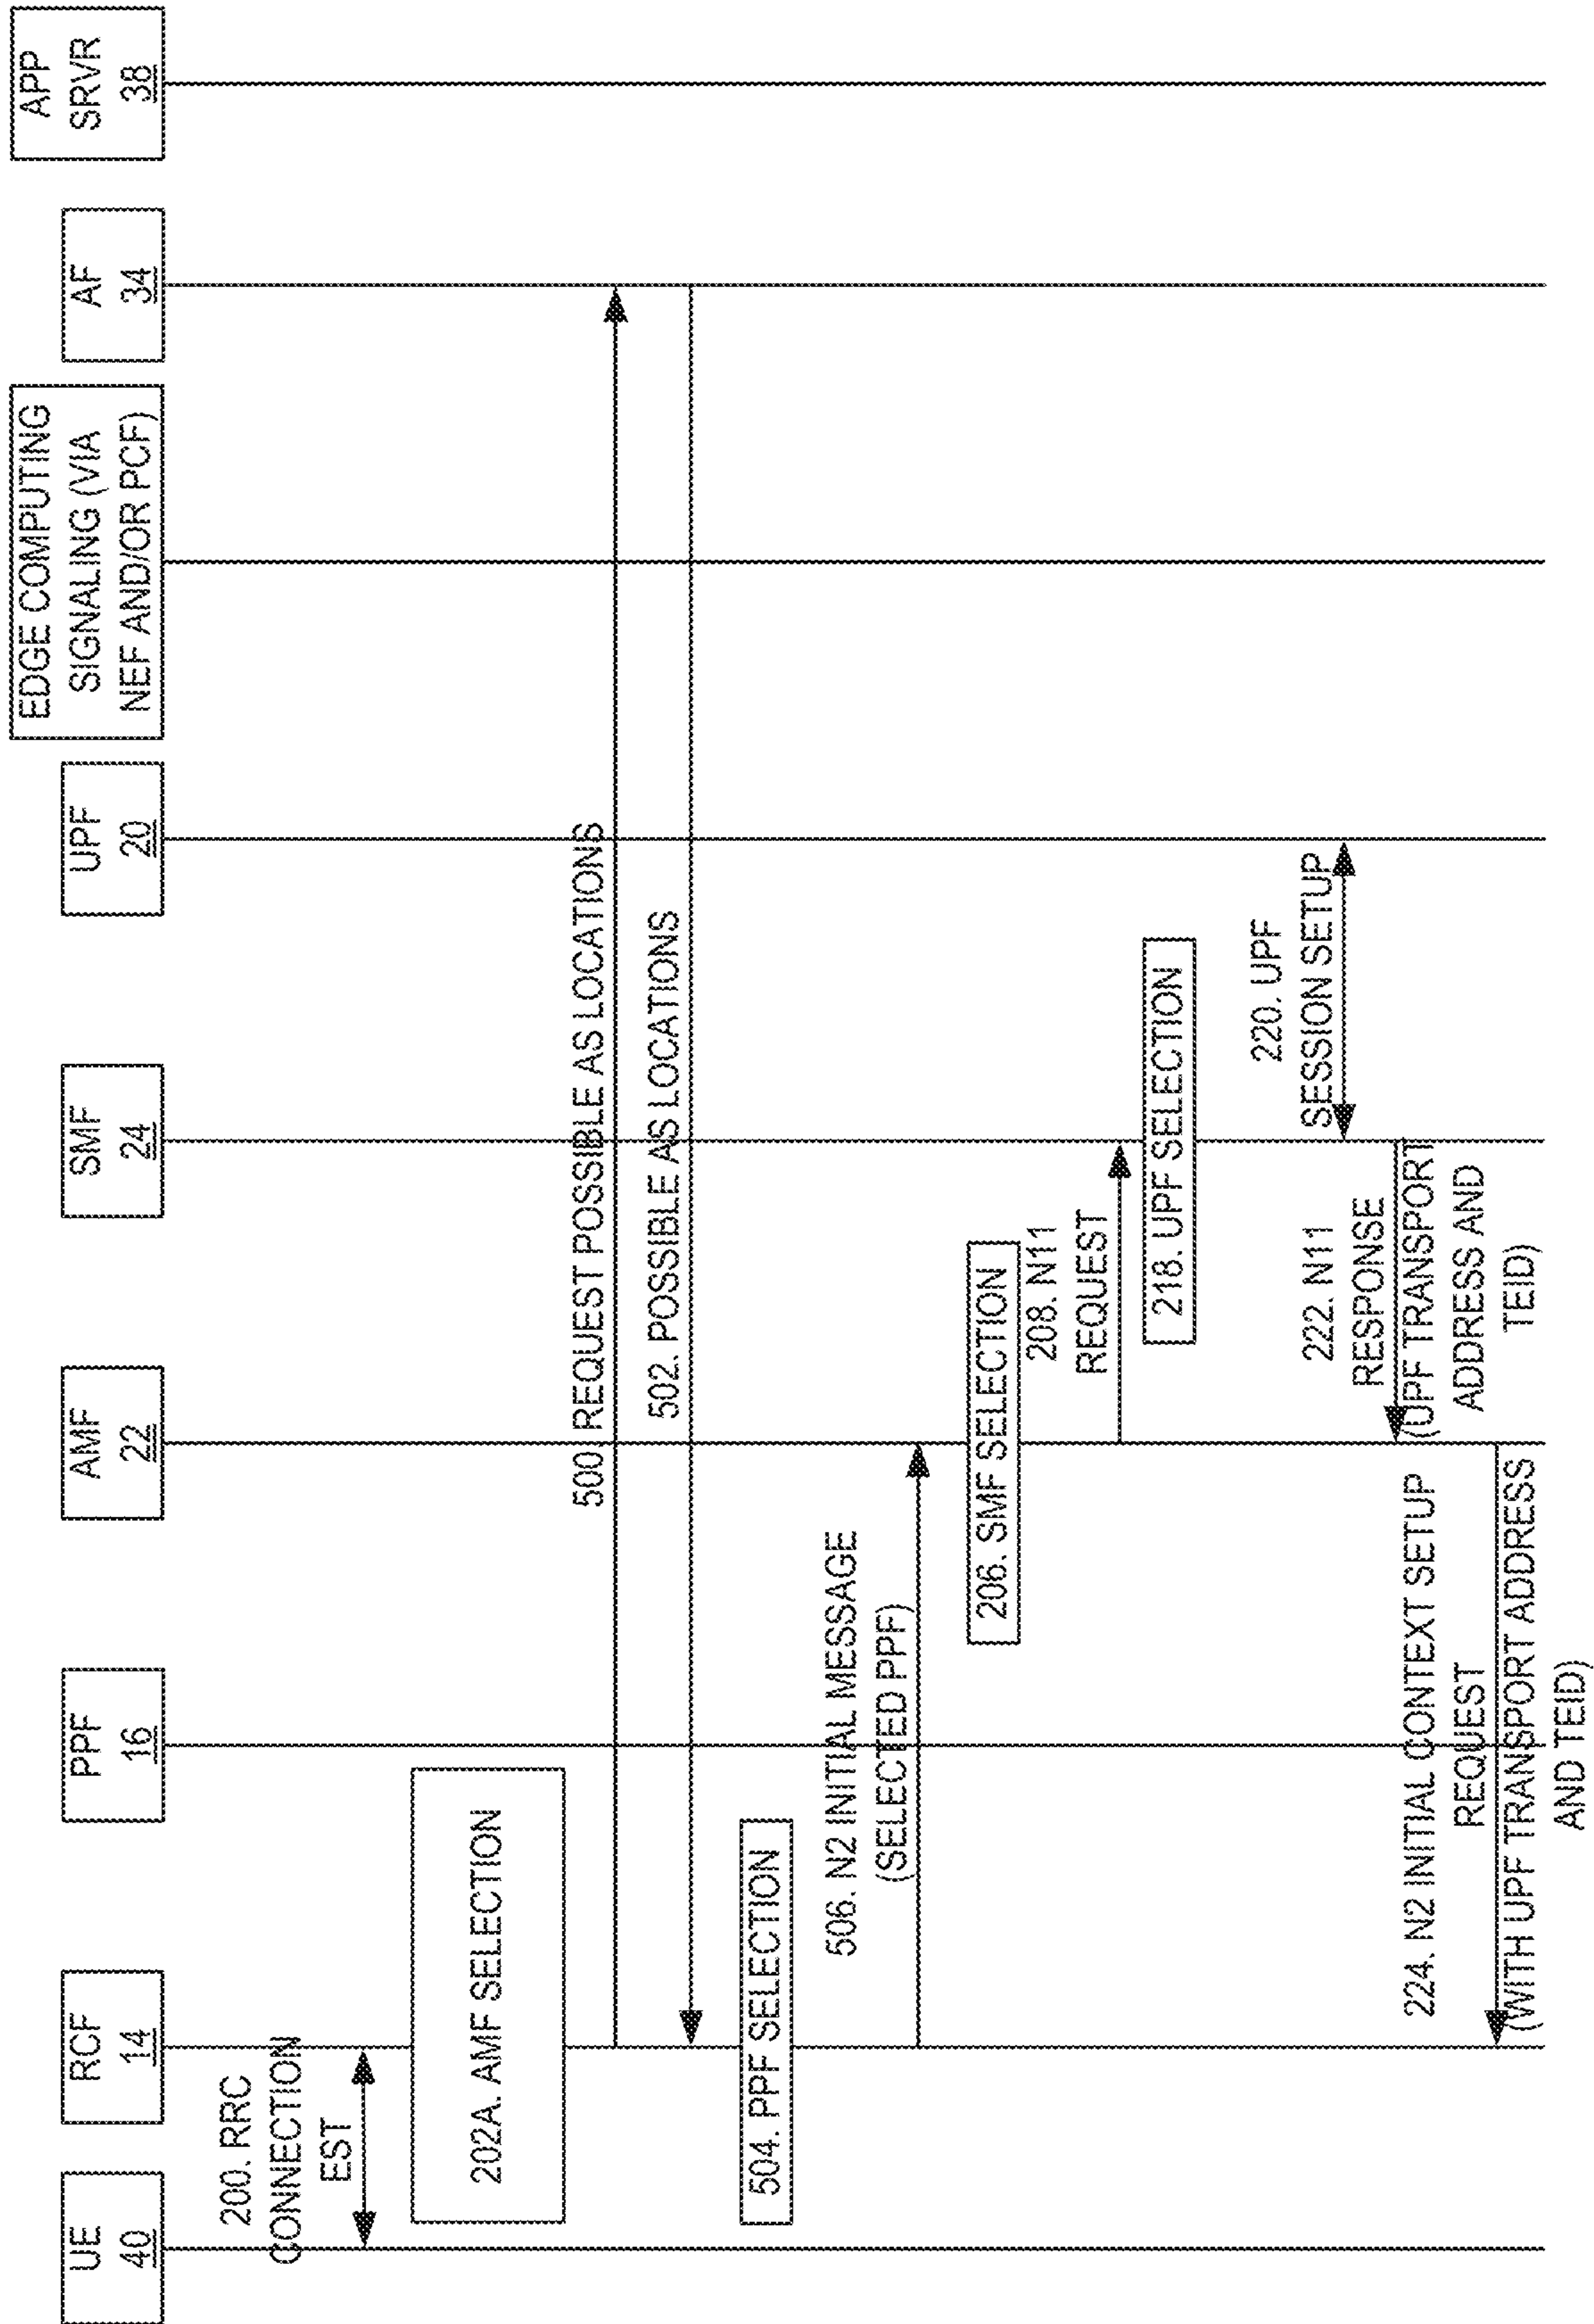 UE
40
RCF
14
PPF
16
AMF
22
SMF
24
UPF
20
EDGE COMPUTING
SIGNALING (VIA
NEF AND/OR PCF)
AF
34
APP
SRVR
38
200. RRC
CONNECTION
EST
202A. AMF SELECTION
500 REQUEST POSSIBLE AS LOCATIONS
502. POSSIBLE AS LOCATIONS
504. PPF SELECTION
506. N2 INITIAL MESSAGE
(SELECTED PPF)
206. SMF SELECTION
208. N11
REQUEST
218. UPF SELECTION
220. UPF
SESSION SETUP
222. N11
RESPONSE
(UPF TRANSPORT
ADDRESS AND
TEID)
224. N2 INITIAL CONTEXT SETUP
REQUEST
(WITH UPF TRANSPORT ADDRESS
AND TEID)